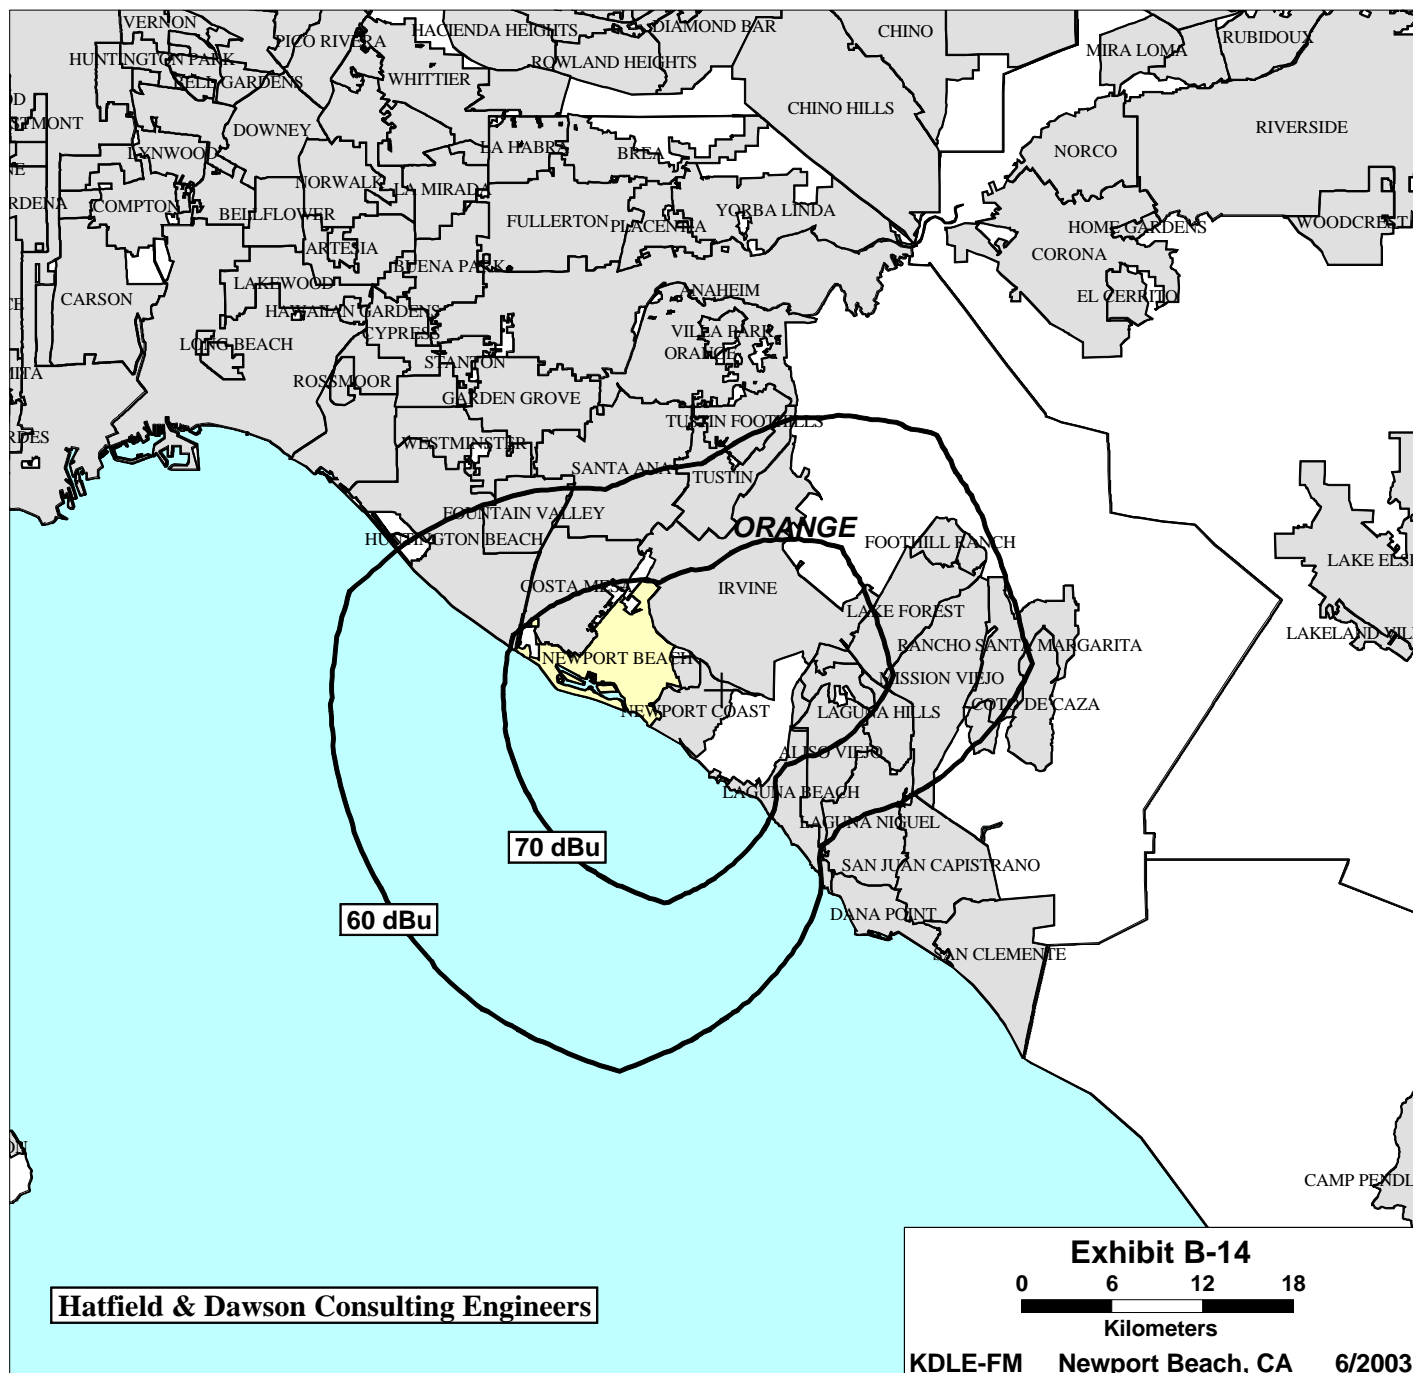 VERNON
PICO RIVERA
HACIENDA HEIGHTS
DIAMOND BAR
CHINO
RUBIDOUX
MIRA LOMA
HUNTINGTON PARK
BELL GARDENS
WHITTIER
ROWLAND HEIGHTS
CHINO HILLS
RIVERSIDE
DOWNEY
LYNWOOD
LA HABRA
BREA
NORCO
NORWALK
LA MIRADA
COMPTON
BELLFLOWER
FULLERTON
PLACENTIA
YORBA LINDA
HOME GARDENS
WOODCREST
ARTESIA
BUENA PARK
CORONA
LAKEWOOD
ANAHEIM
EL CERRITO
CARSON
HAWAIIAN GARDENS
CYPRESS
VILLA PARK
LONG BEACH
STANTON
ORANGE
ROSSMOOR
GARDEN GROVE
TUSTIN FOOTHILLS
WESTMINSTER
SANTA ANA
TUSTIN
FOUNTAIN VALLEY
ORANGE
HUNTINGTON BEACH
FOOTHILL RANCH
LAKE ELSI
COSTA MESA
IRVINE
LAKE FOREST
LAKELAND VIL
RANCHO SANTA MARGARITA
NEWPORT BEACH
MISSION VIEJO
NEWPORT COAST
LAGUNA HILLS
COTO DE CAZA
ALISO VIEJO
LAGUNA BEACH
LAGUNA NIGUEL
70 dBu
SAN JUAN CAPISTRANO
60 dBu
DANA POINT
SAN CLEMENTE
CAMP PENDL
Exhibit B-14
0 6 12 18
Kilometers
Hatfield & Dawson Consulting Engineers
KDLE-FM Newport Beach, CA 6/2003